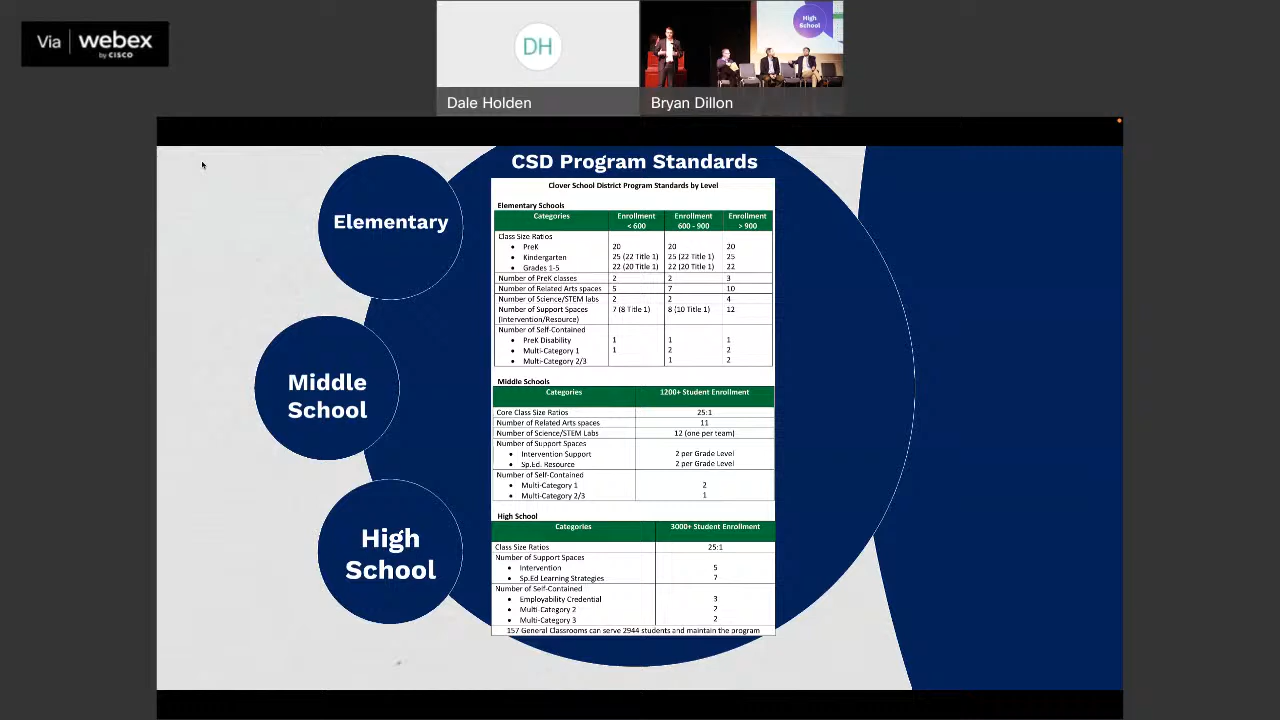 Via webex
by CISCO
DH
High
School
Dale Holden
Bryan Dillon
CSD Program Standards
Elementary
Middle
School
High
School
Clover School District Program Standards by Level
Elementary Schools
Categories Enrollment < 600 Enrollment 600 - 900 Enrollment > 900
Class Size Ratios
• PreK 20 20 20
• Kindergarten 25 (22 Title 1) 25 (22 Title 1) 25
• Grades 1-5 22 (20 Title 1) 22 (20 Title 1) 22
Number of PreK classes 2 2 3
Number of Related Arts spaces 5 7 10
Number of Science/STEM labs 2 2 4
Number of Support Spaces 7 (8 Title 1) 8 (10 Title 1) 12
(Intervention/Resource)
Number of Self-Contained
• PreK Disability 1 1 1
• Multi-Category 1 1 2 2
• Multi-Category 2/3 1 2
Middle Schools
Categories 1200+ Student Enrollment
Core Class Size Ratios 25:1
Number of Related Arts spaces 11
Number of Science/STEM Labs 12 (one per team)
Number of Support Spaces
• Intervention Support 2 per Grade Level
• Sp.Ed. Resource 2 per Grade Level
Number of Self-Contained
• Multi-Category 1 2
• Multi-Category 2/3 1
High School
Categories 3000+ Student Enrollment
Class Size Ratios 25:1
Number of Support Spaces
• Intervention 5
• Sp.Ed Learning Strategies 7
Number of Self-Contained
• Employability Credential 3
• Multi-Category 2 2
• Multi-Category 3 2
157 General Classrooms can serve 2944 students and maintain the program